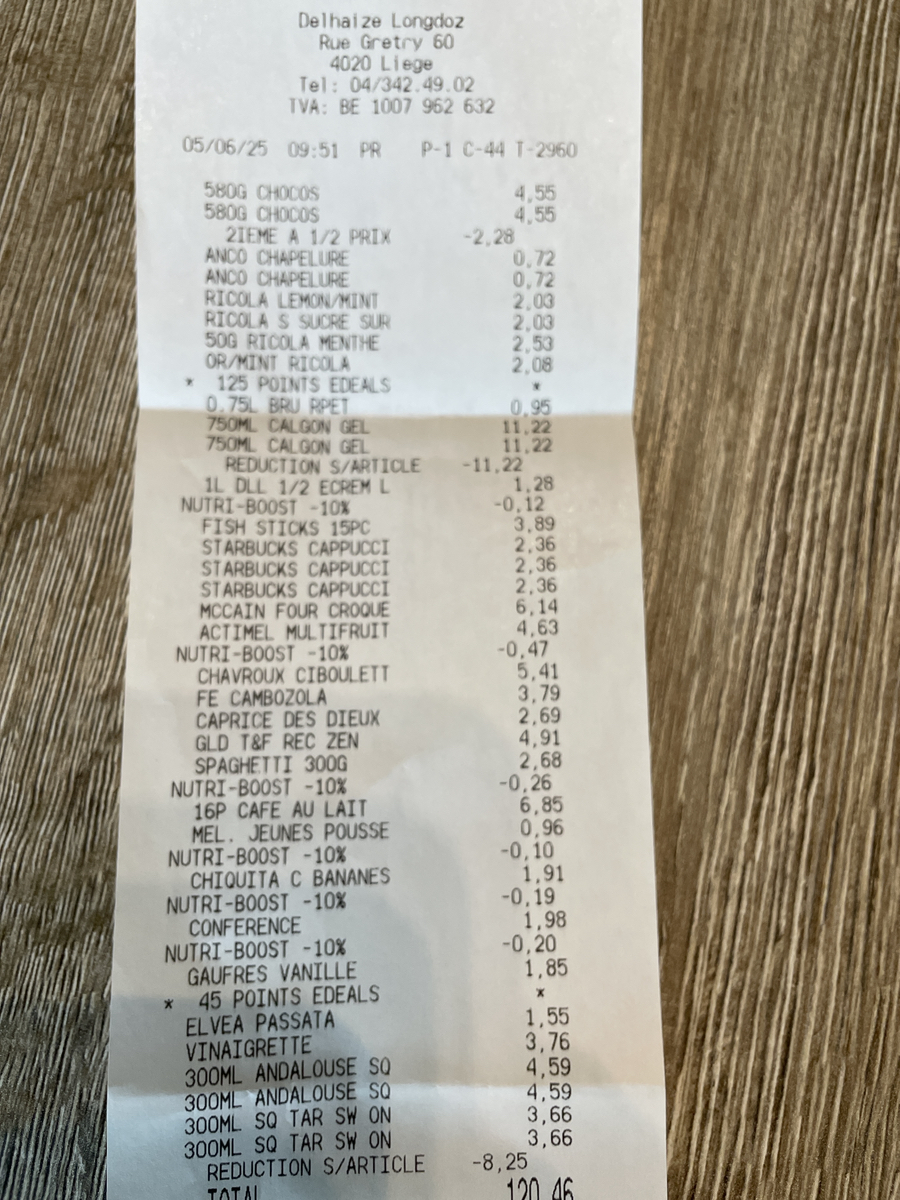 Delhaize Longdoz
Rue Gretry 60
4020 Liege
Tel: 04/342.49.02
TVA: BE 1007 962 632
05/06/25 09:51 PR P-1 C-44 T-2960
580G CHOCOS 4,55
580G CHOCOS 4,55
2IEME A 1/2 PRIX -2,28
ANCO CHAPELURE 0,72
ANCO CHAPELURE 0,72
RICOLA LEMON/MINT 2,03
RICOLA S SUCRE SUR 2,03
50G RICOLA MENTHE 2,53
OR/MINT RICOLA 2,08
* 125 POINTS EDEALS *
0.75L BRU RPET 0,95
750ML CALGON GEL 11,22
750ML CALGON GEL 11,22
REDUCTION S/ARTICLE -11,22
1L DLL 1/2 ECREM L 1,28
NUTRI-BOOST -10% -0,12
FISH STICKS 15PC 3,89
STARBUCKS CAPPUCCI 2,36
STARBUCKS CAPPUCCI 2,36
STARBUCKS CAPPUCCI 2,36
MCCAIN FOUR CROQUE 6,14
ACTIMEL MULTIFRUIT 4,63
NUTRI-BOOST -10% -0,47
CHAVROUX CIBOULETT 5,41
FE CAMBOZOLA 3,79
CAPRICE DES DIEUX 2,69
GLD T&F REC ZEN 4,91
SPAGHETTI 300G 2,68
NUTRI-BOOST -10% -0,26
16P CAFE AU LAIT 6,85
MEL. JEUNES POUSSE 0,96
NUTRI-BOOST -10% -0,10
CHIQUITA C BANANES 1,91
NUTRI-BOOST -10% -0,19
CONFERENCE 1,98
NUTRI-BOOST -10% -0,20
GAUFRES VANILLE 1,85
* 45 POINTS EDEALS *
ELVEA PASSATA 1,55
VINAIGRETTE 3,76
300ML ANDALOUSE SQ 4,59
300ML ANDALOUSE SQ 4,59
300ML SQ TAR SW ON 3,66
300ML SQ TAR SW ON 3,66
REDUCTION S/ARTICLE -8,25
TOTAL 120,46